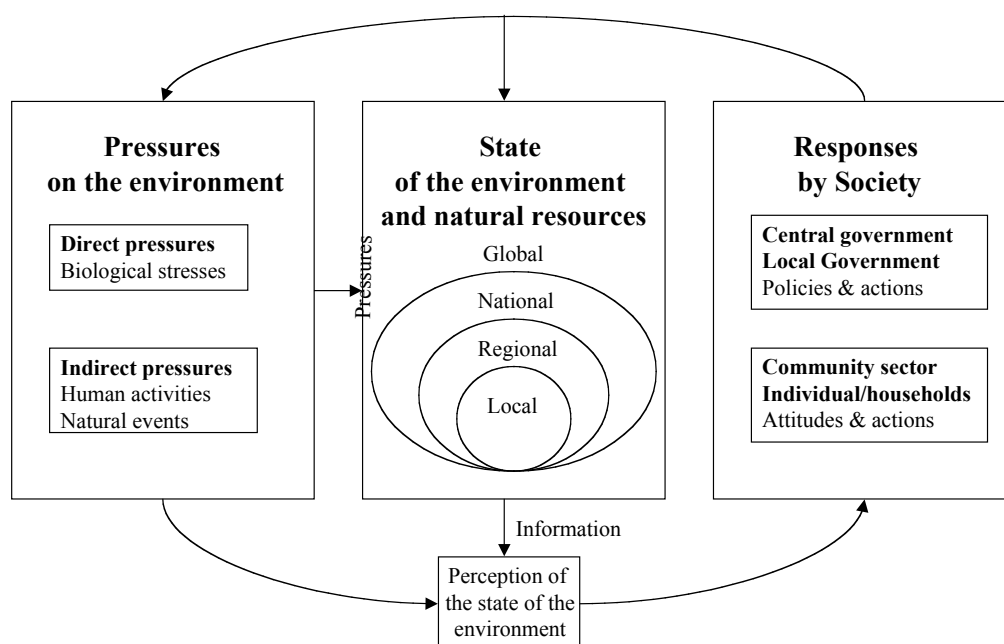 Pressures
on the environment
Direct pressures
Biological stresses
Indirect pressures
Human activities
Natural events
Pressures
State
of the environment
and natural resources
Global
National
Regional
Local
Responses
by Society
Central government
Local Government
Policies & actions
Community sector
Individual/households
Attitudes & actions
Information
Perception of
the state of the
environment